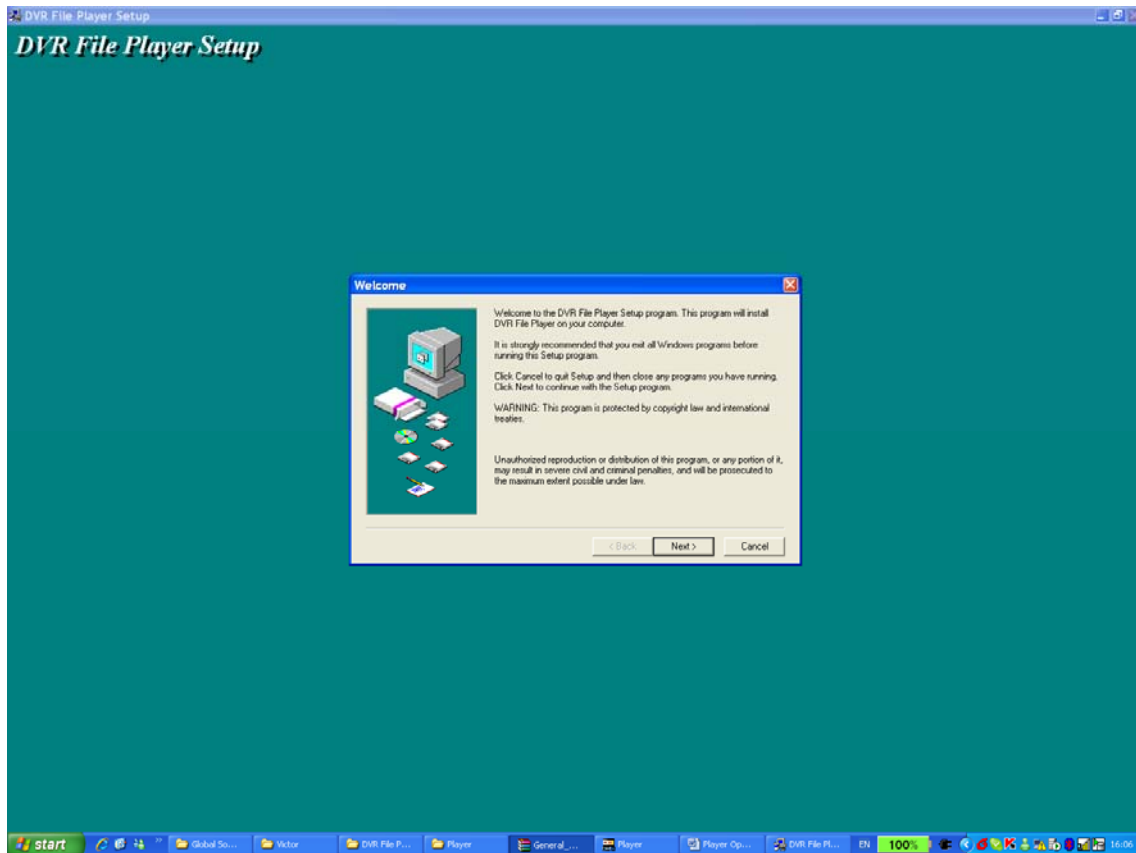 DVR File Player Setup
DVR File Player Setup
Welcome
Welcome to the DVR File Player Setup program. This program will install
DVR File Player on your computer.
It is strongly recommended that you exit all Windows programs before
running this Setup program.
Click Cancel to quit Setup and then close any programs you have running.
Click Next to continue with the Setup program.
WARNING: This program is protected by copyright law and international
treaties.
Unauthorized reproduction or distribution of this program, or any portion of it,
may result in severe civil and criminal penalties, and will be prosecuted to
the maximum extent possible under law.
< Back Next > Cancel
start Global So... Victor DVR File P... Player General_... Player Player Op... DVR File Pl... EN 100% 16:06